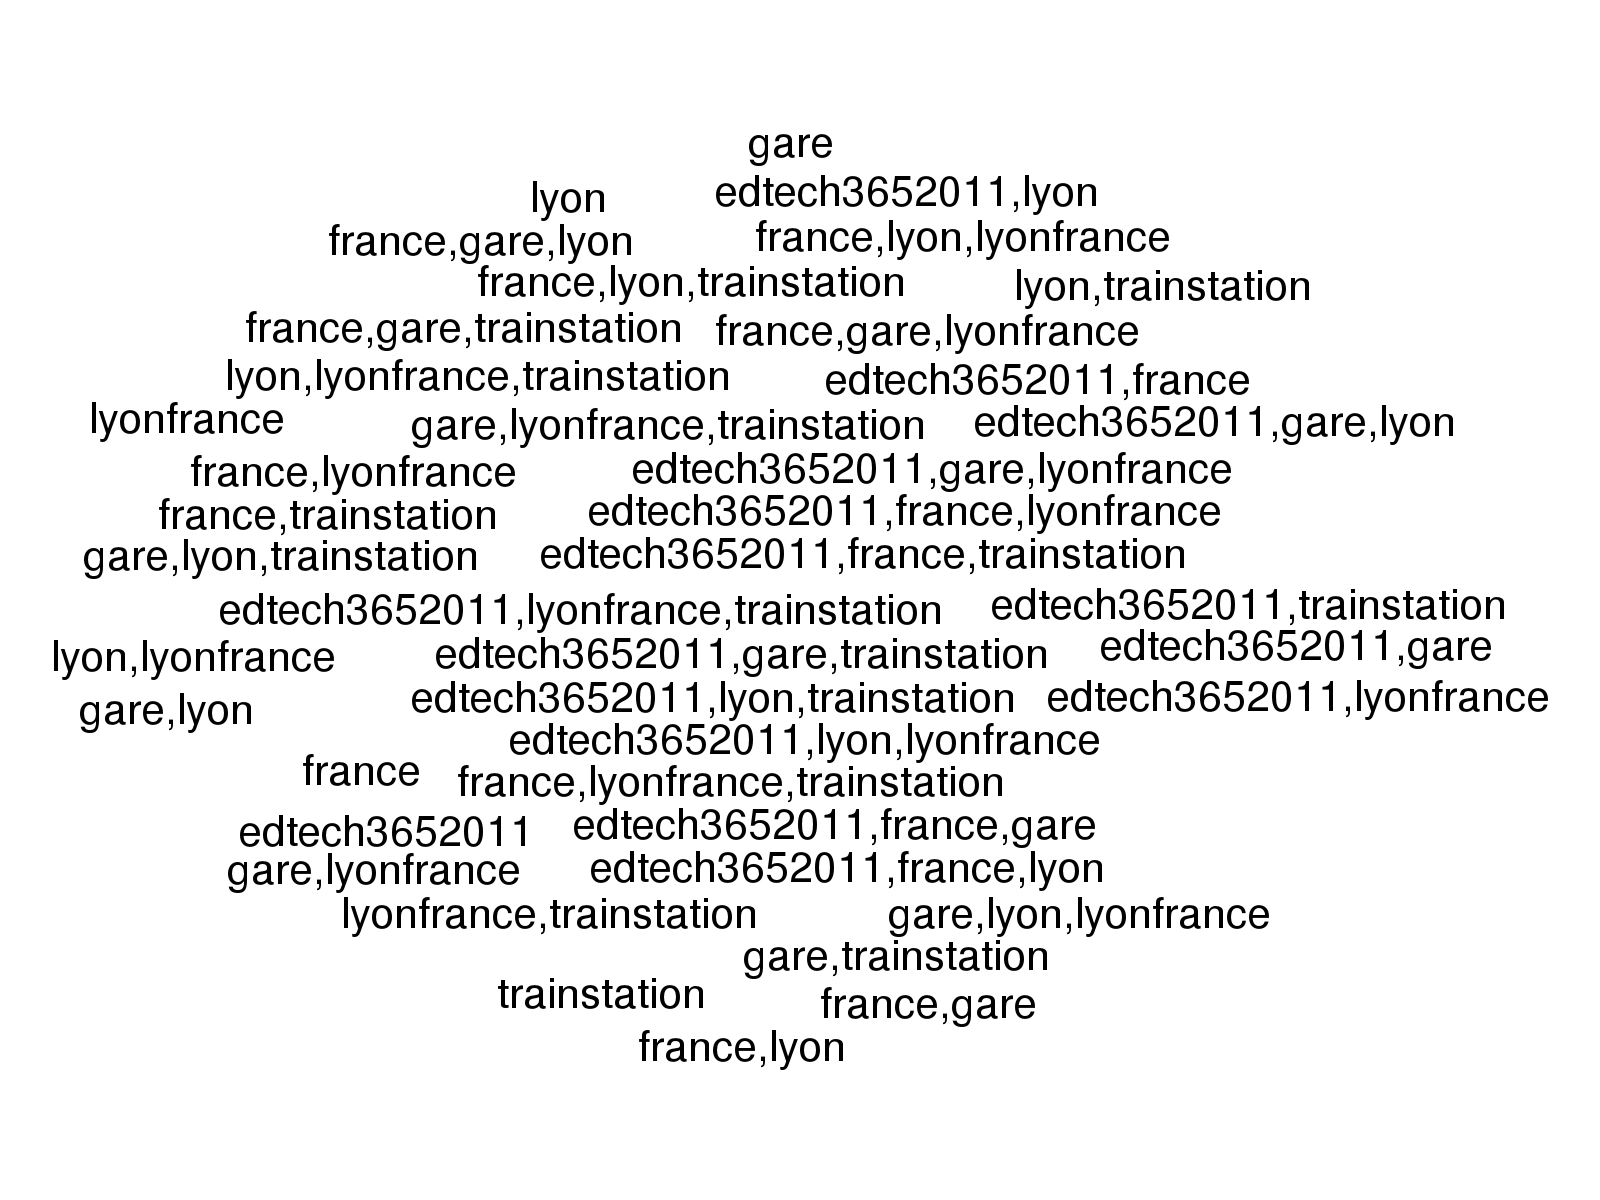 gare
lyon
edtech3652011,lyon
france,gare,lyon
france,lyon,lyonfrance
france,lyon,trainstation
lyon,trainstation
france,gare,trainstation
france,gare,lyonfrance
lyon,lyonfrance,trainstation
edtech3652011,france
lyonfrance
gare,lyonfrance,trainstation
edtech3652011,gare,lyon
france,lyonfrance
edtech3652011,gare,lyonfrance
france,trainstation
edtech3652011,france,lyonfrance
gare,lyon,trainstation
edtech3652011,france,trainstation
edtech3652011,lyonfrance,trainstation
edtech3652011,trainstation
lyon,lyonfrance
edtech3652011,gare,trainstation
edtech3652011,gare
gare,lyon
edtech3652011,lyon,trainstation
edtech3652011,lyonfrance
edtech3652011,lyon,lyonfrance
france
france,lyonfrance,trainstation
edtech3652011
edtech3652011,france,gare
gare,lyonfrance
edtech3652011,france,lyon
lyonfrance,trainstation
gare,lyon,lyonfrance
gare,trainstation
trainstation
france,gare
france,lyon